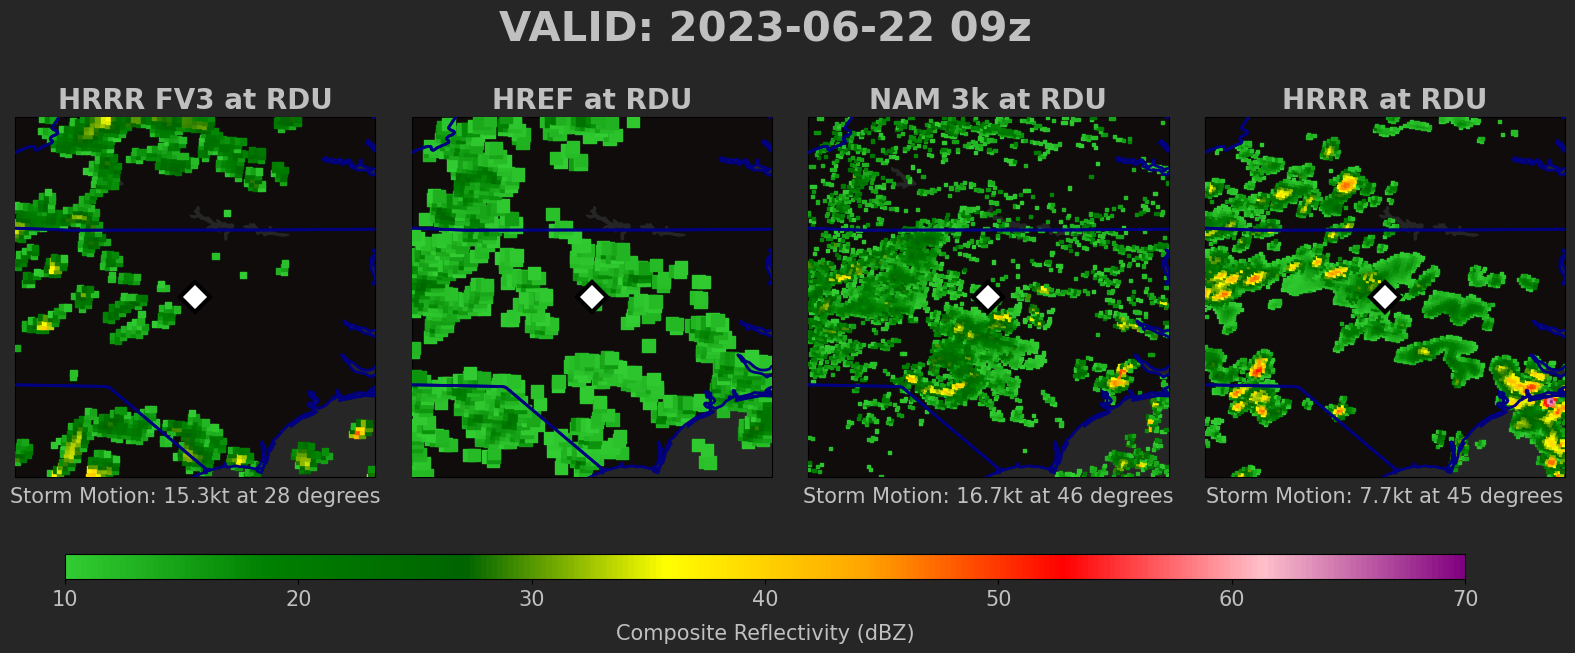 VALID: 2023-06-22 09z
HRRR FV3 at RDU
HREF at RDU
NAM 3k at RDU
HRRR at RDU
Storm Motion: 15.3kt at 28 degrees
Storm Motion: 16.7kt at 46 degrees
Storm Motion: 7.7kt at 45 degrees
10 20 30 40 50 60 70
Composite Reflectivity (dBZ)